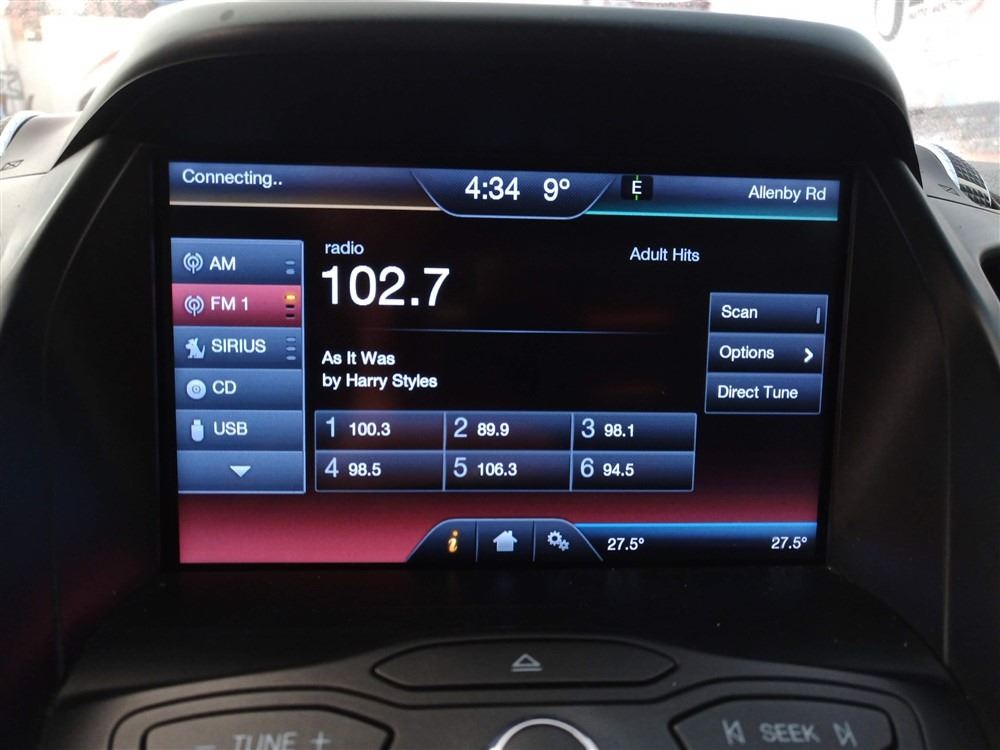 Connecting..
4:34 9°
E
Allenby Rd
AM
FM 1
SIRIUS
CD
USB
radio
Adult Hits
102.7
As It Was
by Harry Styles
1 100.3 2 89.9 3 98.1
4 98.5 5 106.3 6 94.5
Scan
Options
Direct Tune
i
27.5° 27.5°
– TUNE +
SEEK